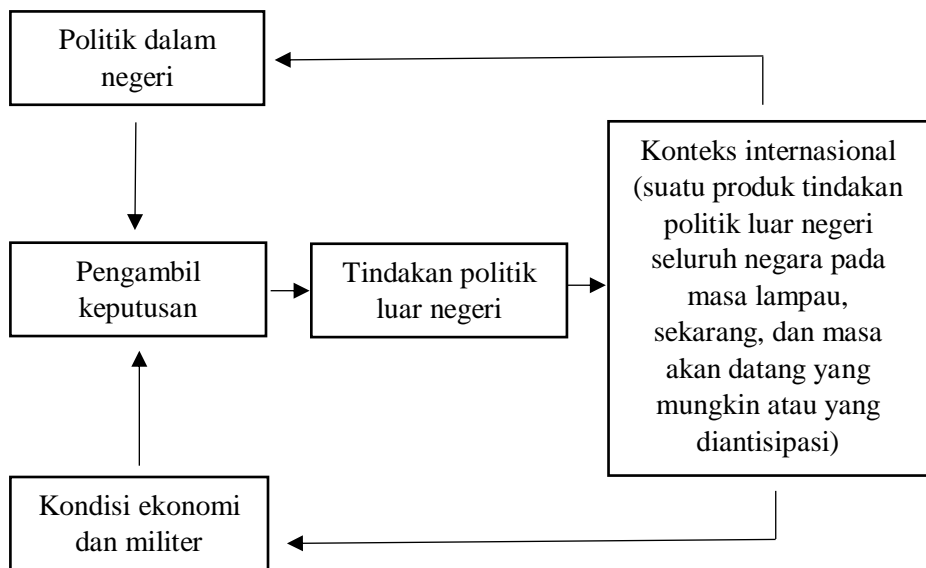 Politik dalam
negeri
Konteks internasional
(suatu produk tindakan
politik luar negeri
seluruh negara pada
masa lampau,
sekarang, dan masa
akan datang yang
mungkin atau yang
diantisipasi)
Pengambil
keputusan
Tindakan politik
luar negeri
Kondisi ekonomi
dan militer